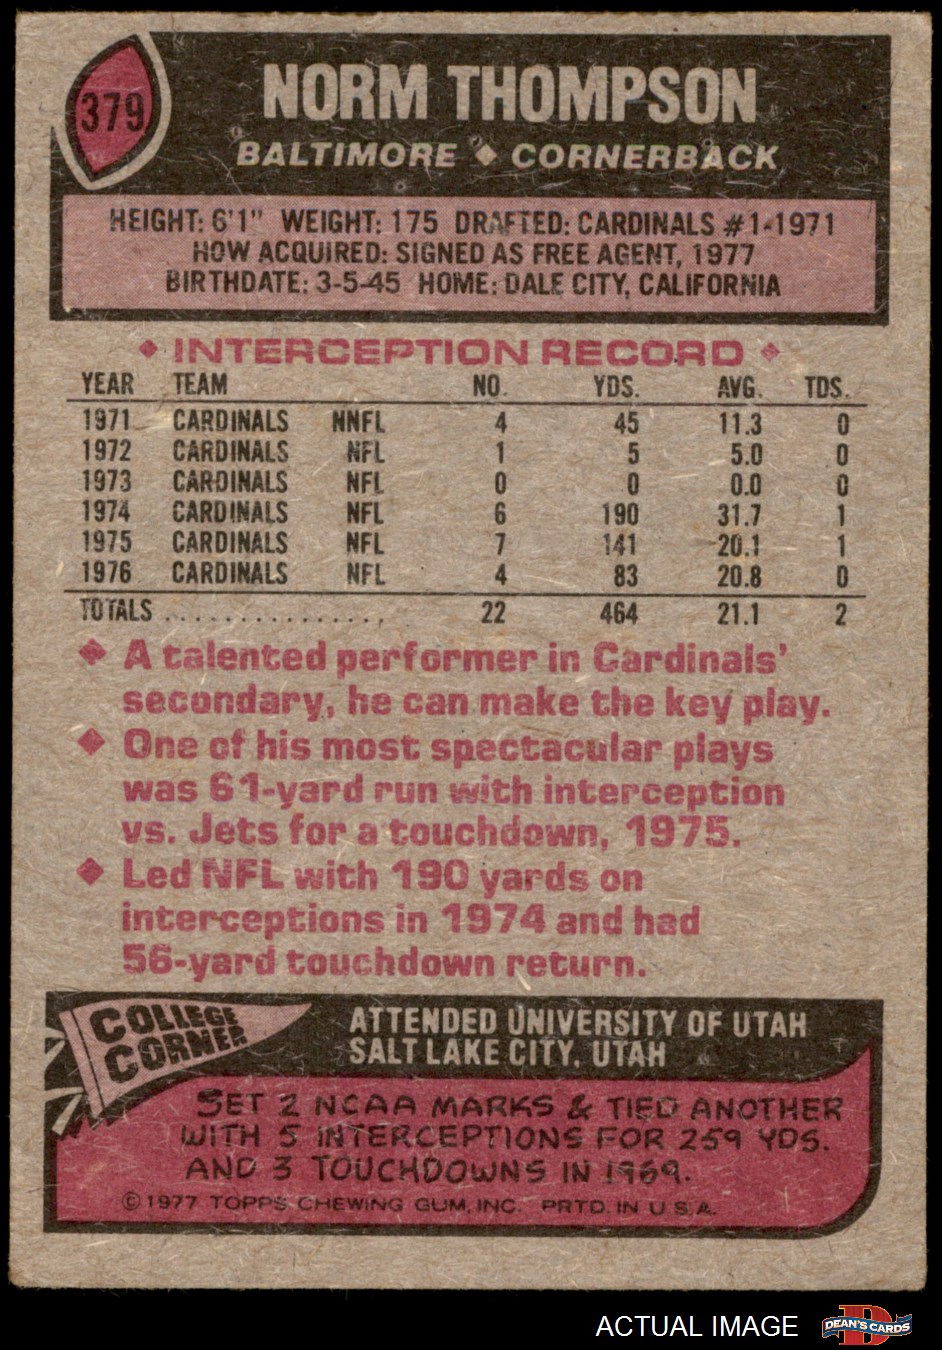 379
NORM THOMPSON
BALTIMORE ◆ CORNERBACK
HEIGHT: 6'1" WEIGHT: 175 DRAFTED: CARDINALS #1-1971
HOW ACQUIRED: SIGNED AS FREE AGENT, 1977
BIRTHDATE: 3-5-45 HOME: DALE CITY, CALIFORNIA
◆ INTERCEPTION RECORD ◆
YEAR TEAM NO. YDS. AVG. TDS.
1971 CARDINALS NNFL 4 45 11.3 0
1972 CARDINALS NFL 1 5 5.0 0
1973 CARDINALS NFL 0 0 0.0 0
1974 CARDINALS NFL 6 190 31.7 1
1975 CARDINALS NFL 7 141 20.1 1
1976 CARDINALS NFL 4 83 20.8 0
TOTALS ................ 22 464 21.1 2
◆ A talented performer in Cardinals'
secondary, he can make the key play.
◆ One of his most spectacular plays
was 61-yard run with interception
vs. Jets for a touchdown, 1975.
◆ Led NFL with 190 yards on
interceptions in 1974 and had
56-yard touchdown return.
COLLEGE
CORNER
ATTENDED UNIVERSITY OF UTAH
SALT LAKE CITY, UTAH
SET 2 NCAA MARKS & TIED ANOTHER
WITH 5 INTERCEPTIONS FOR 259 YDS.
AND 3 TOUCHDOWNS IN 1969.
© 1977 TOPPS CHEWING GUM, INC. PRTD. IN U.S.A.
ACTUAL IMAGE
D
DEAN'S CARDS